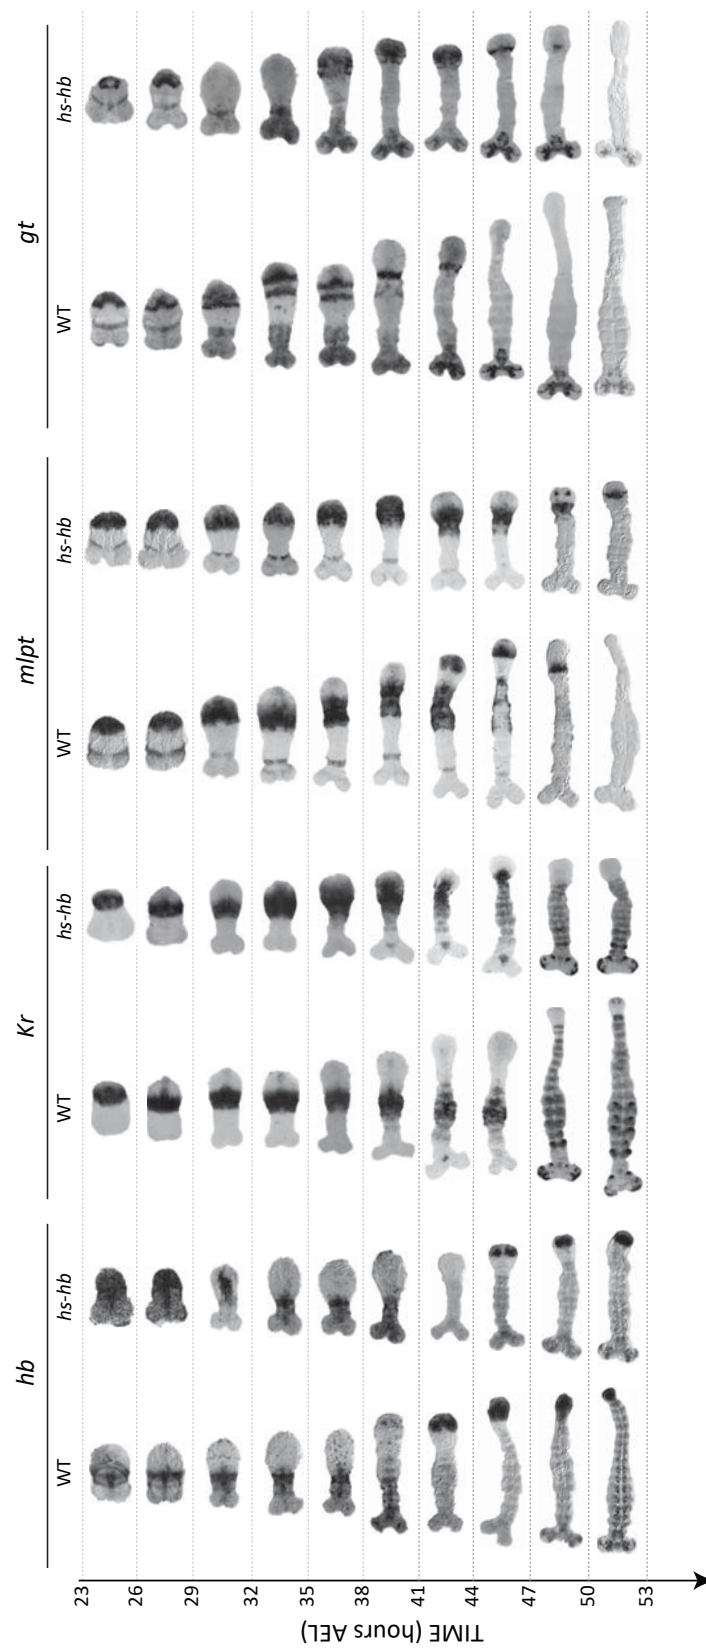 hb
Kr
mlpt
gt
WT
hs-hb
WT
hs-hb
WT
hs-hb
WT
hs-hb
TIME (hours AEL)
23
26
29
32
35
38
41
44
47
50
53